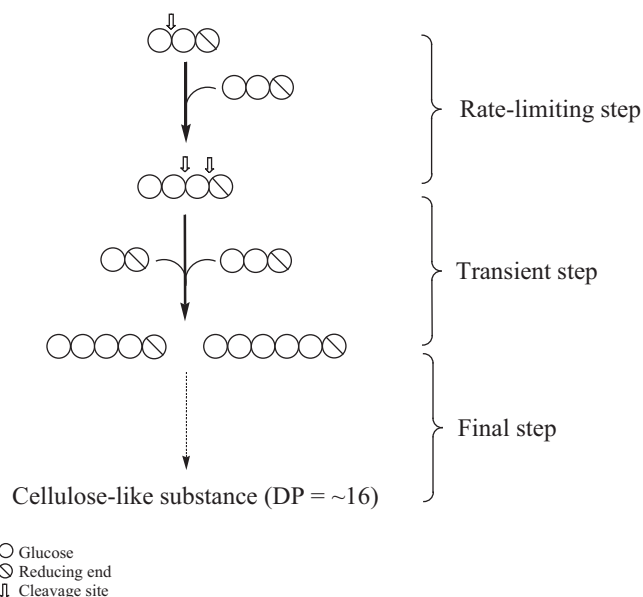 Rate-limiting step
Transient step
Final step
Cellulose-like substance (DP = ~16)
Glucose
Reducing end
Cleavage site